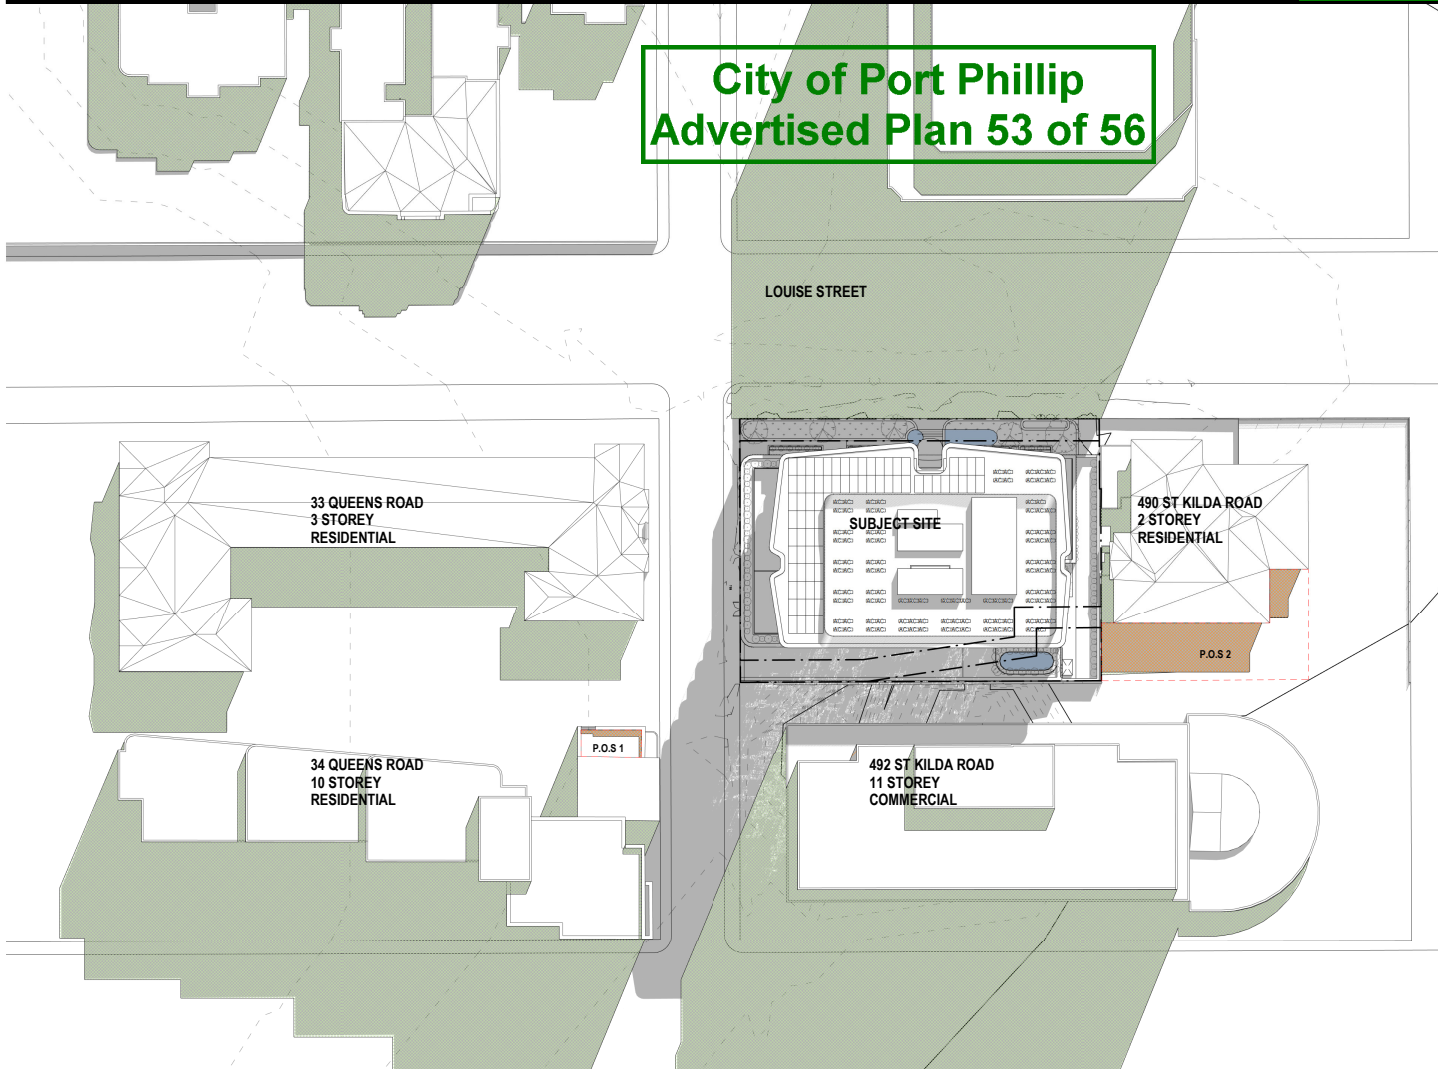 City of Port Phillip
Advertised Plan 53 of 56
LOUISE STREET
33 QUEENS ROAD
3 STOREY
RESIDENTIAL
SUBJECT SITE
490 ST KILDA ROAD
2 STOREY
RESIDENTIAL
P.O.S 2
P.O.S 1
34 QUEENS ROAD
10 STOREY
RESIDENTIAL
492 ST KILDA ROAD
11 STOREY
COMMERCIAL